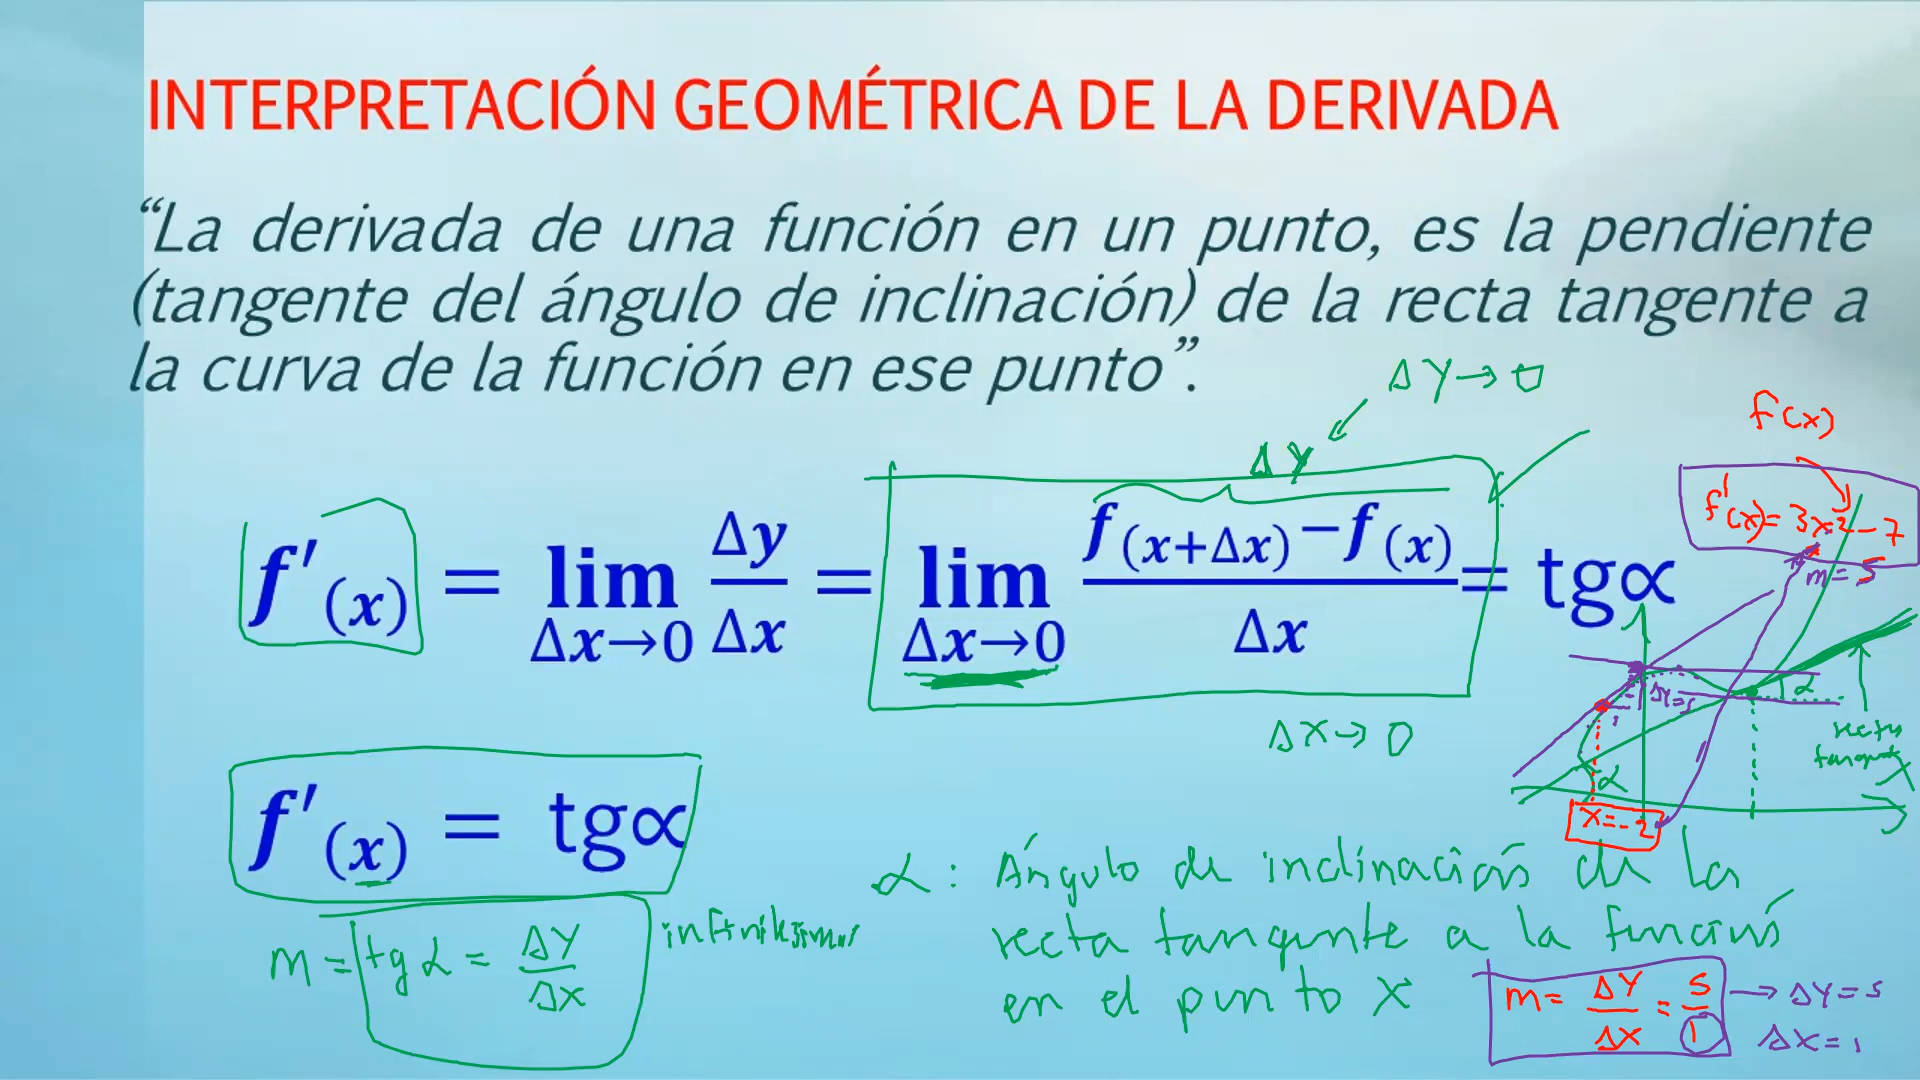 INTERPRETACIÓN GEOMÉTRICA DE LA DERIVADA
“La derivada de una función en un punto, es la pendiente
(tangente del ángulo de inclinación) de la recta tangente a
la curva de la función en ese punto”.
ΔY→0
f(x)
ΔY
f'(x)=3x²-7
m=5
f'(x) = lim Δx→0 Δy/Δx = lim Δx→0 f(x+Δx)−f(x)/Δx = tg∝
ΔX→0
ΔY=5
1
α
recta
α
x=-2
f'(x) = tg∝
α: Ángulo de inclinación de la
recta tangente a la función
en el punto X
m = tg α = ΔY/ΔX
m = ΔY/ΔX = 5/1 → ΔY=5
ΔX=1